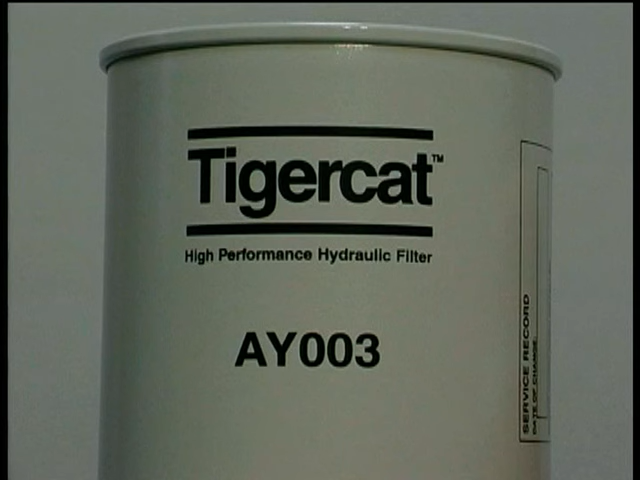 Tigercat™
High Performance Hydraulic Filter
AY003
SERVICE RECORD
DATE OF CHANGE